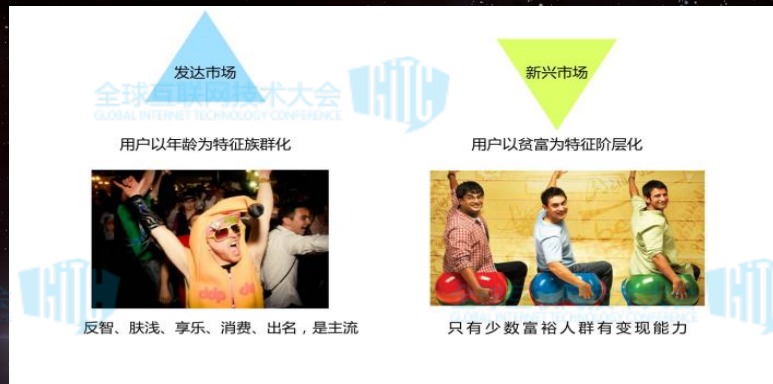 发达市场
新兴市场
全球互联网技术大会
GLOBAL INTERNET TECHNOLOGY CONFERENCE
GITC
用户以年龄为特征族群化
用户以贫富为特征阶层化
反智、肤浅、享乐、消费、出名，是主流
只有少数富裕人群有变现能力